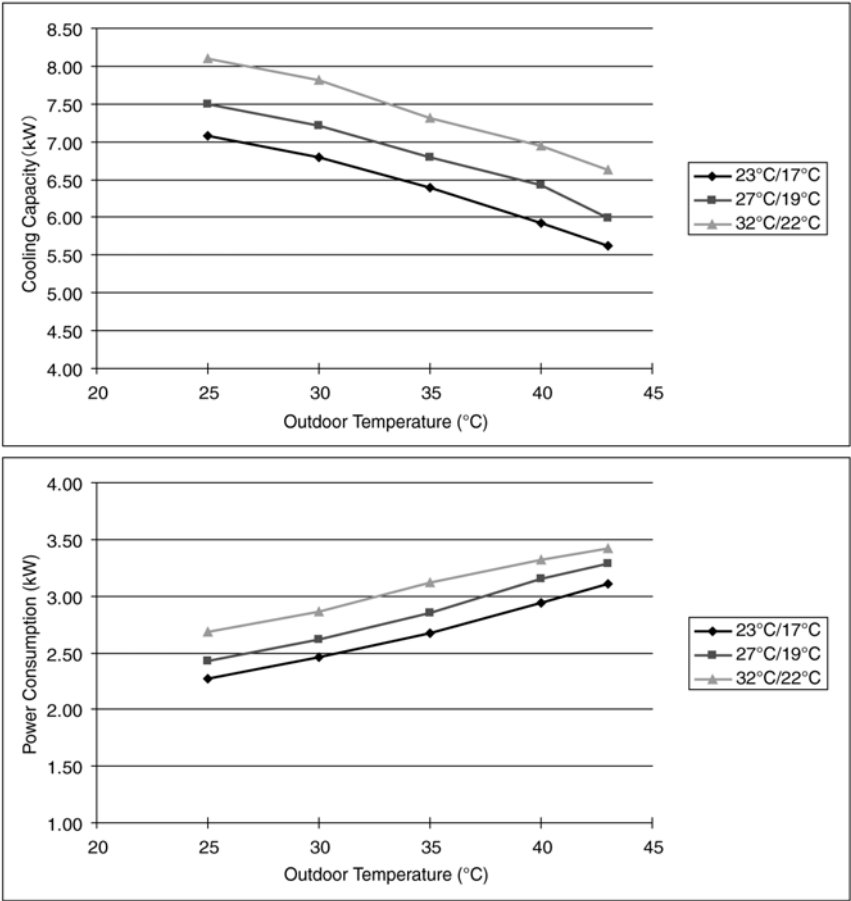 8.50
8.00
7.50
7.00
6.50
6.00
5.50
5.00
4.50
4.00
Cooling Capacity (kW)
20 25 30 35 40 45
Outdoor Temperature (°C)
23°C/17°C
27°C/19°C
32°C/22°C
4.00
3.50
3.00
2.50
2.00
1.50
1.00
Power Consumption (kW)
20 25 30 35 40 45
Outdoor Temperature (°C)
23°C/17°C
27°C/19°C
32°C/22°C